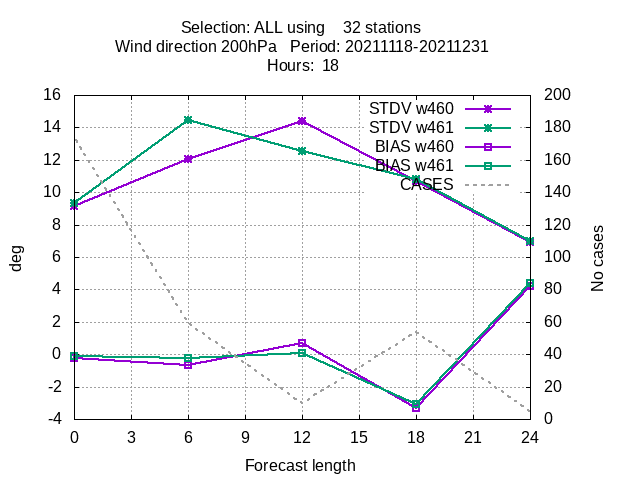 Selection: ALL using 32 stations
Wind direction 200hPa Period: 20211118-20211231
Hours: 18
16
14
12
10
8
6
4
2
0
-2
-4
200
180
160
140
120
100
80
60
40
20
0
STDV w460
STDV w461
BIAS w460
BIAS w461
CASES
deg
No cases
0 3 6 9 12 15 18 21 24
Forecast length